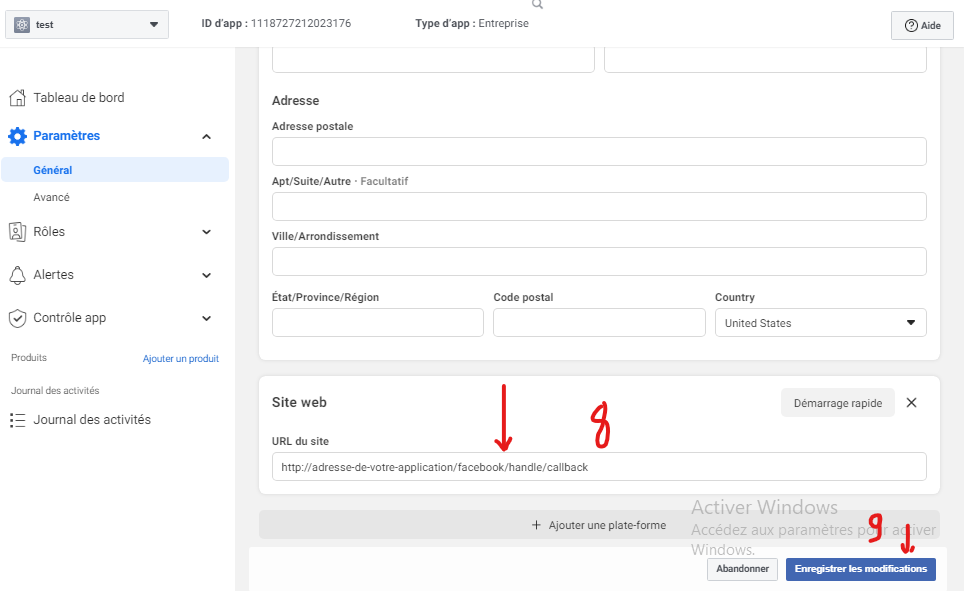 test
ID d'app : 1118727212023176
Type d'app : Entreprise
Aide
Tableau de bord
Paramètres
Général
Avancé
Rôles
Alertes
Contrôle app
Produits
Ajouter un produit
Journal des activités
Journal des activités
Adresse
Adresse postale
Apt/Suite/Autre · Facultatif
Ville/Arrondissement
État/Province/Région
Code postal
Country
United States
Site web
Démarrage rapide
8
URL du site
http://adresse-de-votre-application/facebook/handle/callback
Ajouter une plate-forme
Activer Windows
Accédez aux paramètres pour activer
Windows.
9
Abandonner
Enregistrer les modifications